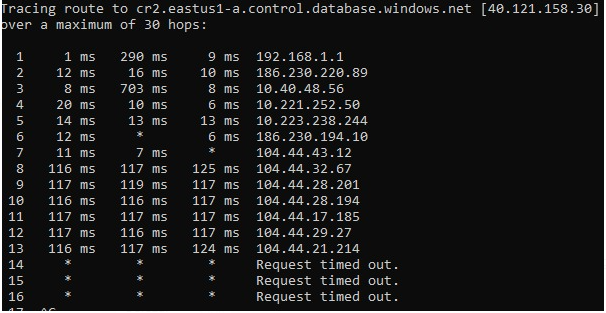 Tracing route to cr2.eastus1-a.control.database.windows.net [40.121.158.30]
over a maximum of 30 hops:
1 1 ms 290 ms 9 ms 192.168.1.1
2 12 ms 16 ms 10 ms 186.230.220.89
3 8 ms 703 ms 8 ms 10.40.48.56
4 20 ms 10 ms 6 ms 10.221.252.50
5 14 ms 13 ms 13 ms 10.223.238.244
6 12 ms * 6 ms 186.230.194.10
7 11 ms 7 ms * 104.44.43.12
8 116 ms 117 ms 125 ms 104.44.32.67
9 117 ms 119 ms 117 ms 104.44.28.201
10 116 ms 116 ms 117 ms 104.44.28.194
11 117 ms 117 ms 117 ms 104.44.17.185
12 117 ms 116 ms 117 ms 104.44.29.27
13 116 ms 117 ms 124 ms 104.44.21.214
14 * * * Request timed out.
15 * * * Request timed out.
16 * * * Request timed out.
17 ^C